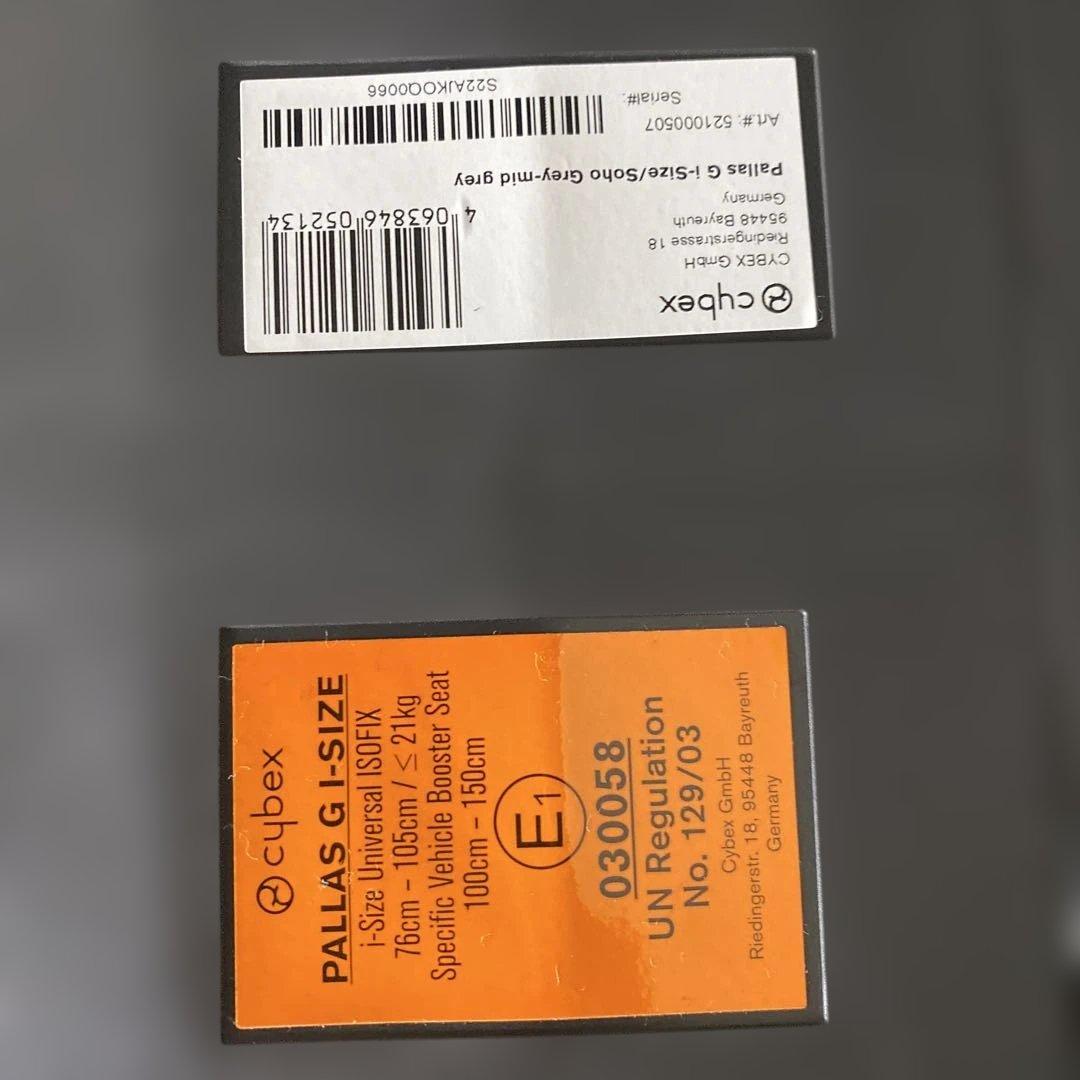 cybex
CYBEX GmbH
Riedingerstrasse 18
95448 Bayreuth
Germany
4 063846 052134
Pallas G i-Size/Soho Grey-mid grey
Art.#: 521000507
Serial#:
S22AJKOQ0066
cybex
PALLAS G I-SIZE
i-Size Universal ISOFIX
76cm – 105cm / ≤ 21kg
Specific Vehicle Booster Seat
100cm – 150cm
E1
030058
UN Regulation
No. 129/03
Cybex GmbH
Riedingerstr. 18, 95448 Bayreuth
Germany